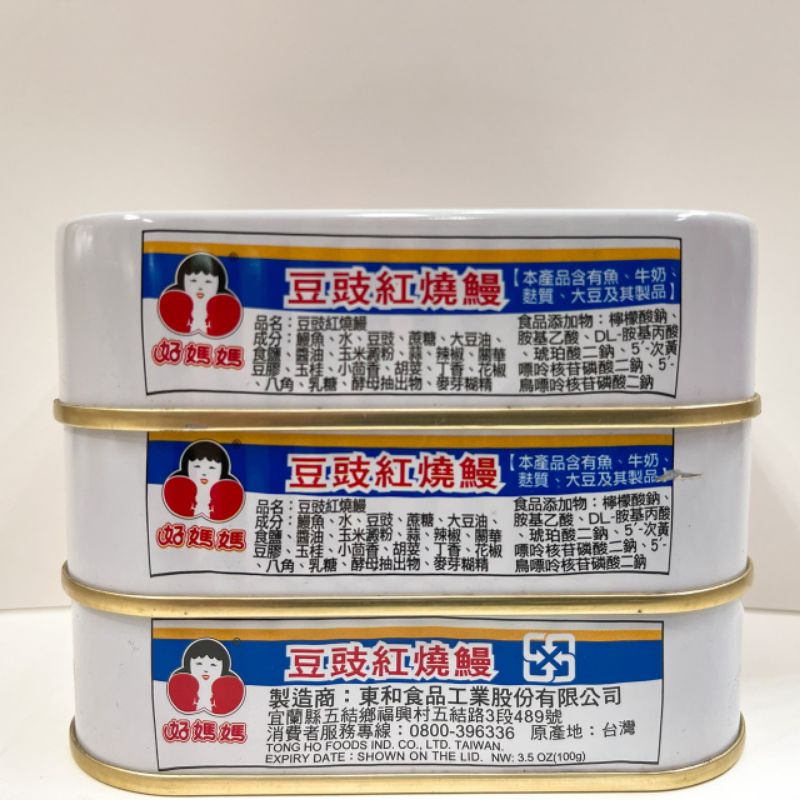 好媽媽
豆豉紅燒鰻
【本產品含有魚、牛奶、
麩質、大豆及其製品】
品名：豆豉紅燒鰻
成分：鰻魚、水、豆豉、蔗糖、大豆油、
食鹽、醬油、玉米澱粉、蒜、辣椒、關華
豆膠、玉桂、小茴香、胡荽、丁香、花椒
、八角、乳糖、酵母抽出物、麥芽糊精
食品添加物：檸檬酸鈉、
胺基乙酸、DL-胺基丙酸
、琥珀酸二鈉、5´-次黃
嘌呤核苷磷酸二鈉、5´-
鳥嘌呤核苷磷酸二鈉
好媽媽
豆豉紅燒鰻
【本產品含有魚、牛奶、
麩質、大豆及其製品
品名：豆豉紅燒鰻
成分：鰻魚、水、豆豉、蔗糖、大豆油、
食鹽、醬油、玉米澱粉、蒜、辣椒、關華
豆膠、玉桂、小茴香、胡荽、丁香、花椒
、八角、乳糖、酵母抽出物、麥芽糊精
食品添加物：檸檬酸鈉、
胺基乙酸、DL-胺基丙酸
、琥珀酸二鈉、5´-次黃
嘌呤核苷磷酸二鈉、5´-
鳥嘌呤核苷磷酸二鈉
好媽媽
豆豉紅燒鰻
製造商：東和食品工業股份有限公司
宜蘭縣五結鄉福興村五結路3段489號
消費者服務專線：0800-396336 原產地：台灣
TONG HO FOODS IND. CO., LTD. TAIWAN.
EXPIRY DATE：SHOWN ON THE LID. NW: 3.5 OZ(100g)